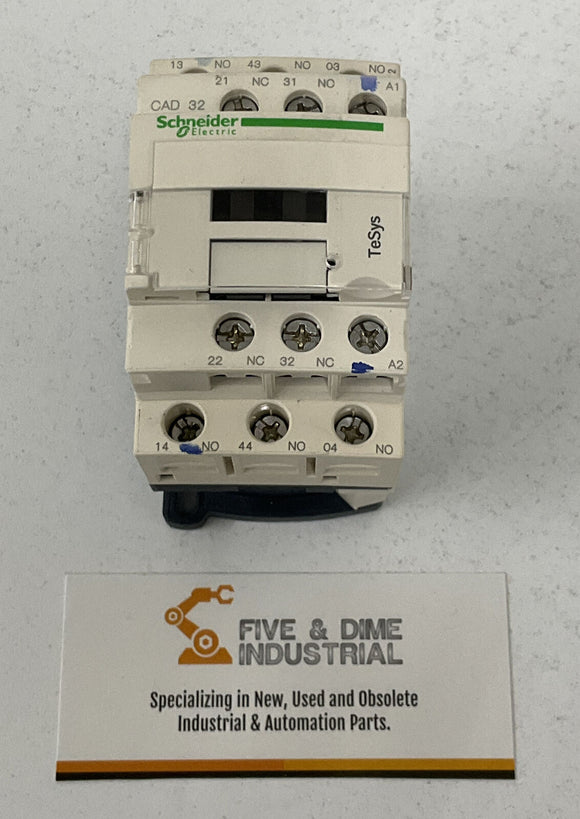 13 NO 43 NO 03 NO
21 NC 31 NC A1
CAD 32
Schneider
Electric
TeSys
22 NC 32 NC A2
14 NO 44 NO 04 NO
FIVE & DIME
INDUSTRIAL
Specializing in New, Used and Obsolete
Industrial & Automation Parts.